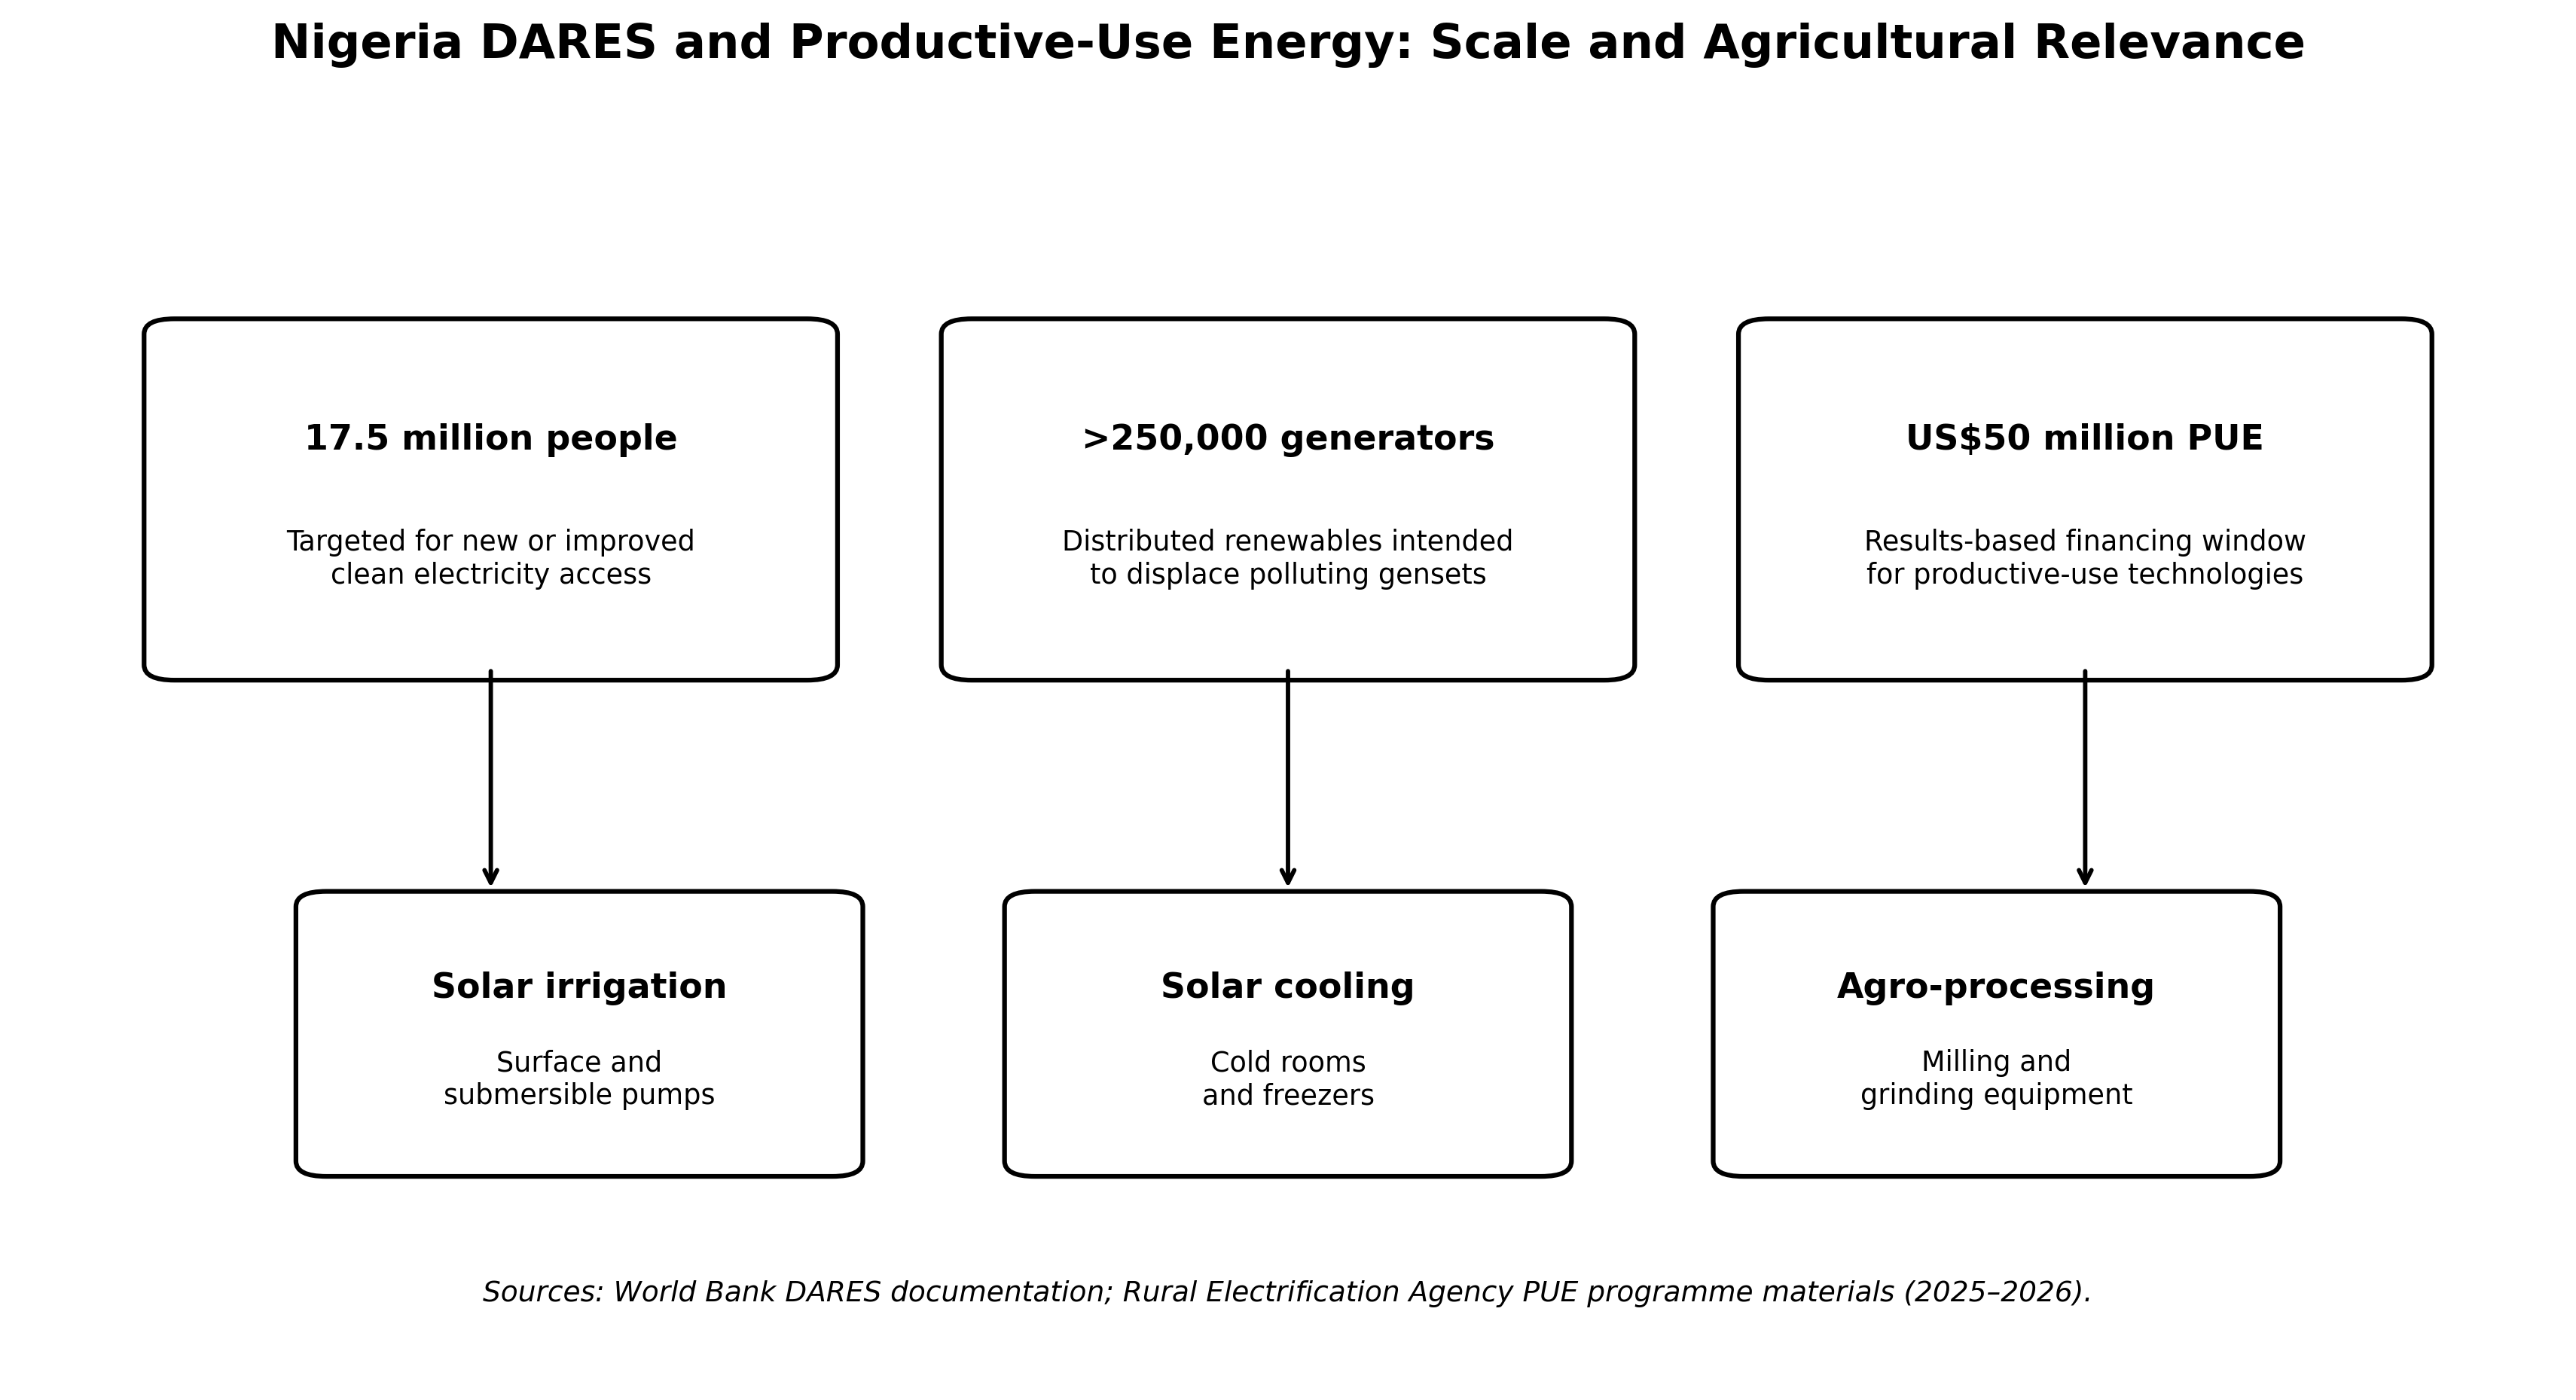 Nigeria DARES and Productive-Use Energy: Scale and Agricultural Relevance
17.5 million people
Targeted for new or improved
clean electricity access
>250,000 generators
Distributed renewables intended
to displace polluting gensets
US$50 million PUE
Results-based financing window
for productive-use technologies
Solar irrigation
Surface and
submersible pumps
Solar cooling
Cold rooms
and freezers
Agro-processing
Milling and
grinding equipment
Sources: World Bank DARES documentation; Rural Electrification Agency PUE programme materials (2025–2026).